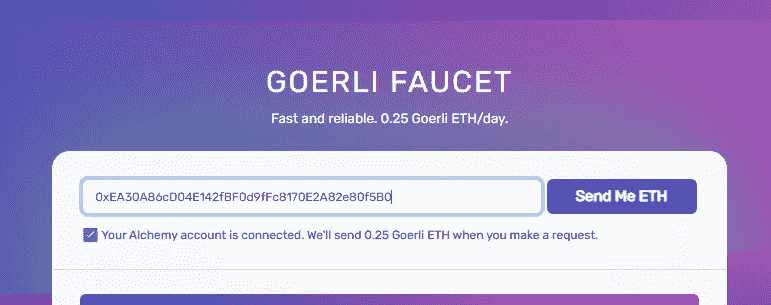 GOERLI FAUCET
Fast and reliable. 0.25 Goerli ETH/day.
0xEA30A86cD04E142fBF0d9fFc8170E2A82e80f5B0
Send Me ETH
Your Alchemy account is connected. We'll send 0.25 Goerli ETH when you make a request.